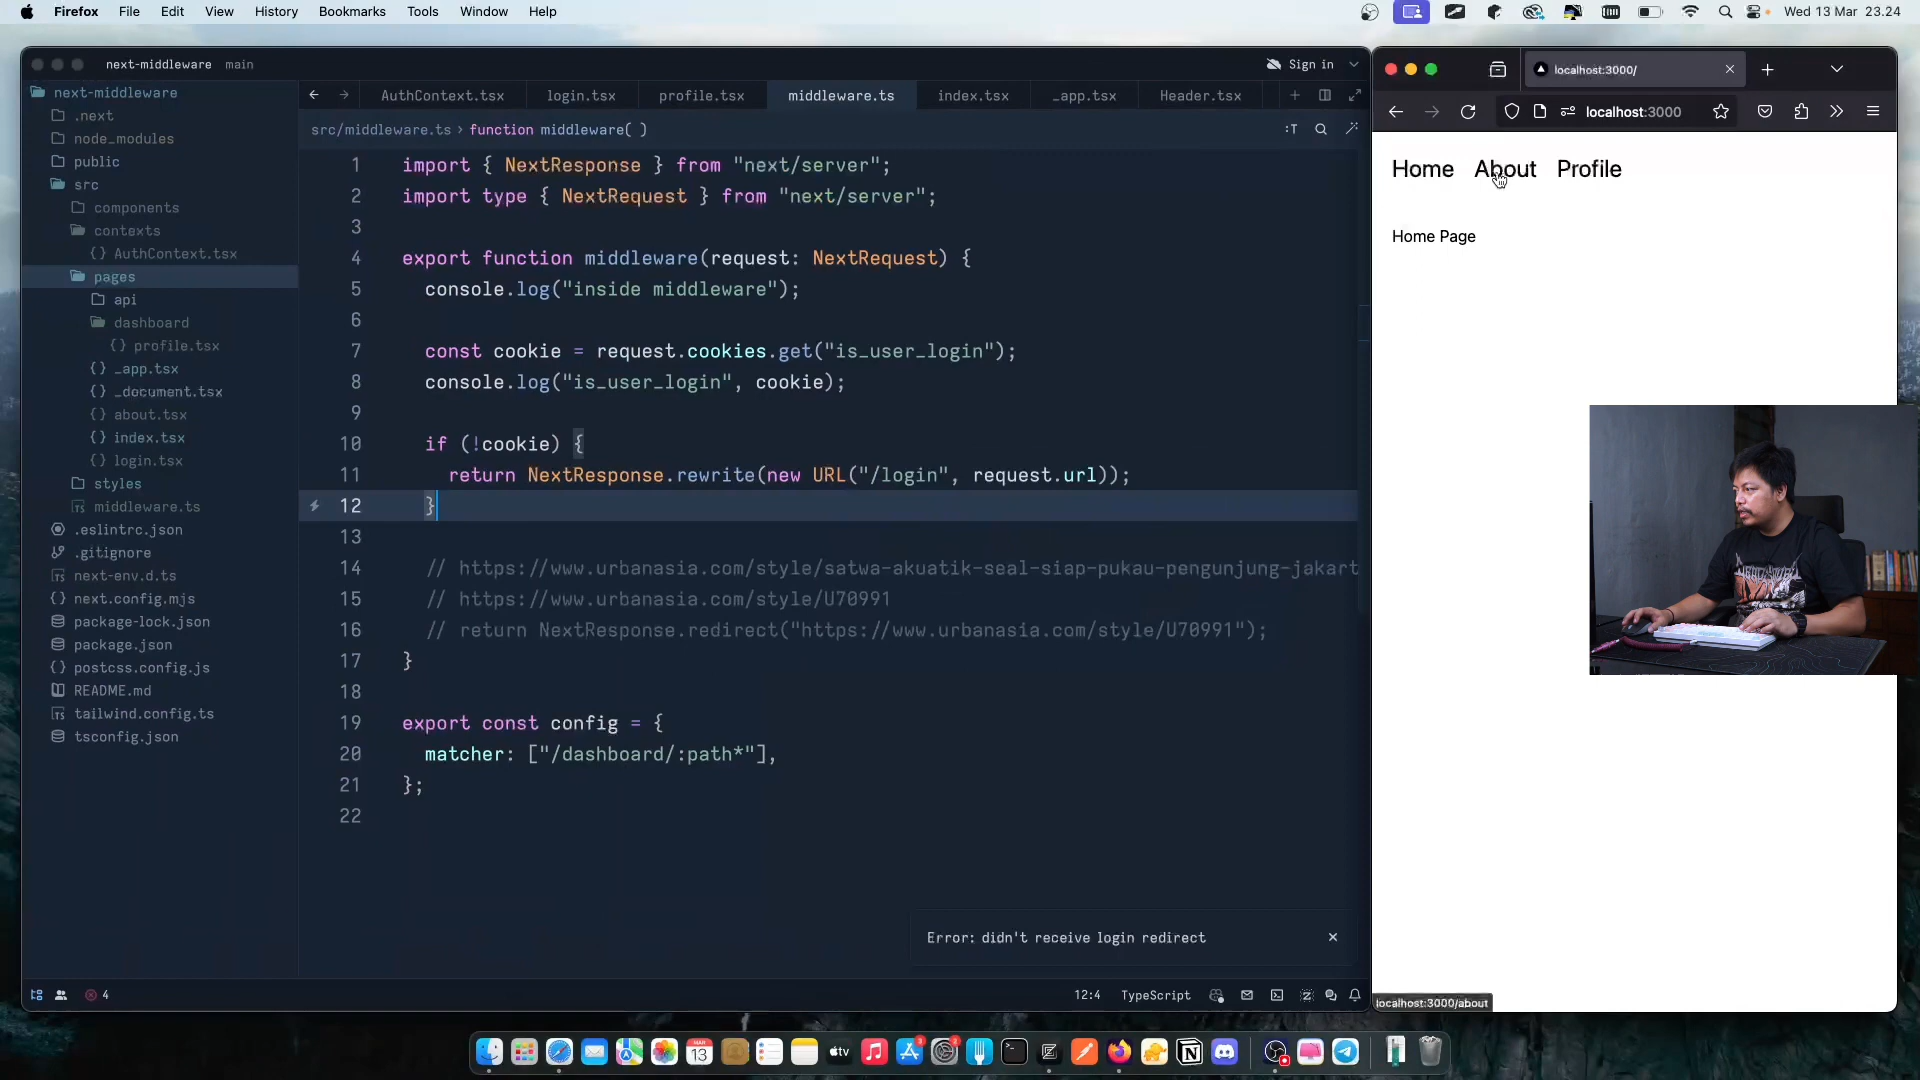 Firefox File Edit View History Bookmarks Tools Window Help
Wed 13 Mar 23.24
next-middleware main
Sign in
AuthContext.tsx login.tsx profile.tsx middleware.ts index.tsx _app.tsx Header.tsx
src/middleware.ts › function middleware( )
next-middleware
.next
node_modules
public
src
components
contexts
AuthContext.tsx
pages
api
dashboard
profile.tsx
_app.tsx
_document.tsx
about.tsx
index.tsx
login.tsx
styles
middleware.ts
.eslintrc.json
.gitignore
next-env.d.ts
next.config.mjs
package-lock.json
package.json
postcss.config.js
README.md
tailwind.config.ts
tsconfig.json
1 import { NextResponse } from "next/server";
2 import type { NextRequest } from "next/server";
3
4 export function middleware(request: NextRequest) {
5 console.log("inside middleware");
6
7 const cookie = request.cookies.get("is_user_login");
8 console.log("is_user_login", cookie);
9
10 if (!cookie) {
11 return NextResponse.rewrite(new URL("/login", request.url));
12 }
13
14 // https://www.urbanasia.com/style/satwa-akuatik-seal-siap-pukau-pengunjung-jakart
15 // https://www.urbanasia.com/style/U70991
16 // return NextResponse.redirect("https://www.urbanasia.com/style/U70991");
17 }
18
19 export const config = {
20 matcher: ["/dashboard/:path*"],
21 };
22
Error: didn't receive login redirect
4
12:4 TypeScript
localhost:3000/
localhost:3000
Home About Profile
Home Page
localhost:3000/about